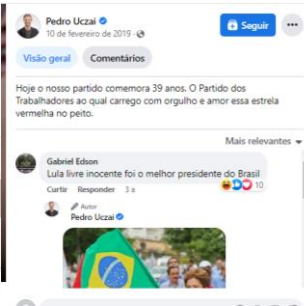 Pedro Uczai
10 de fevereiro de 2019 ·
Seguir
Visão geral
Comentários
Hoje o nosso partido comemora 39 anos. O Partido dos
Trabalhadores ao qual carrego com orgulho e amor essa estrela
vermelha no peito.
Mais relevantes
Gabriel Edson
Lula livre inocente foi o melhor presidente do Brasil
Curtir Responder 3 a
10
Autor
Pedro Uczai